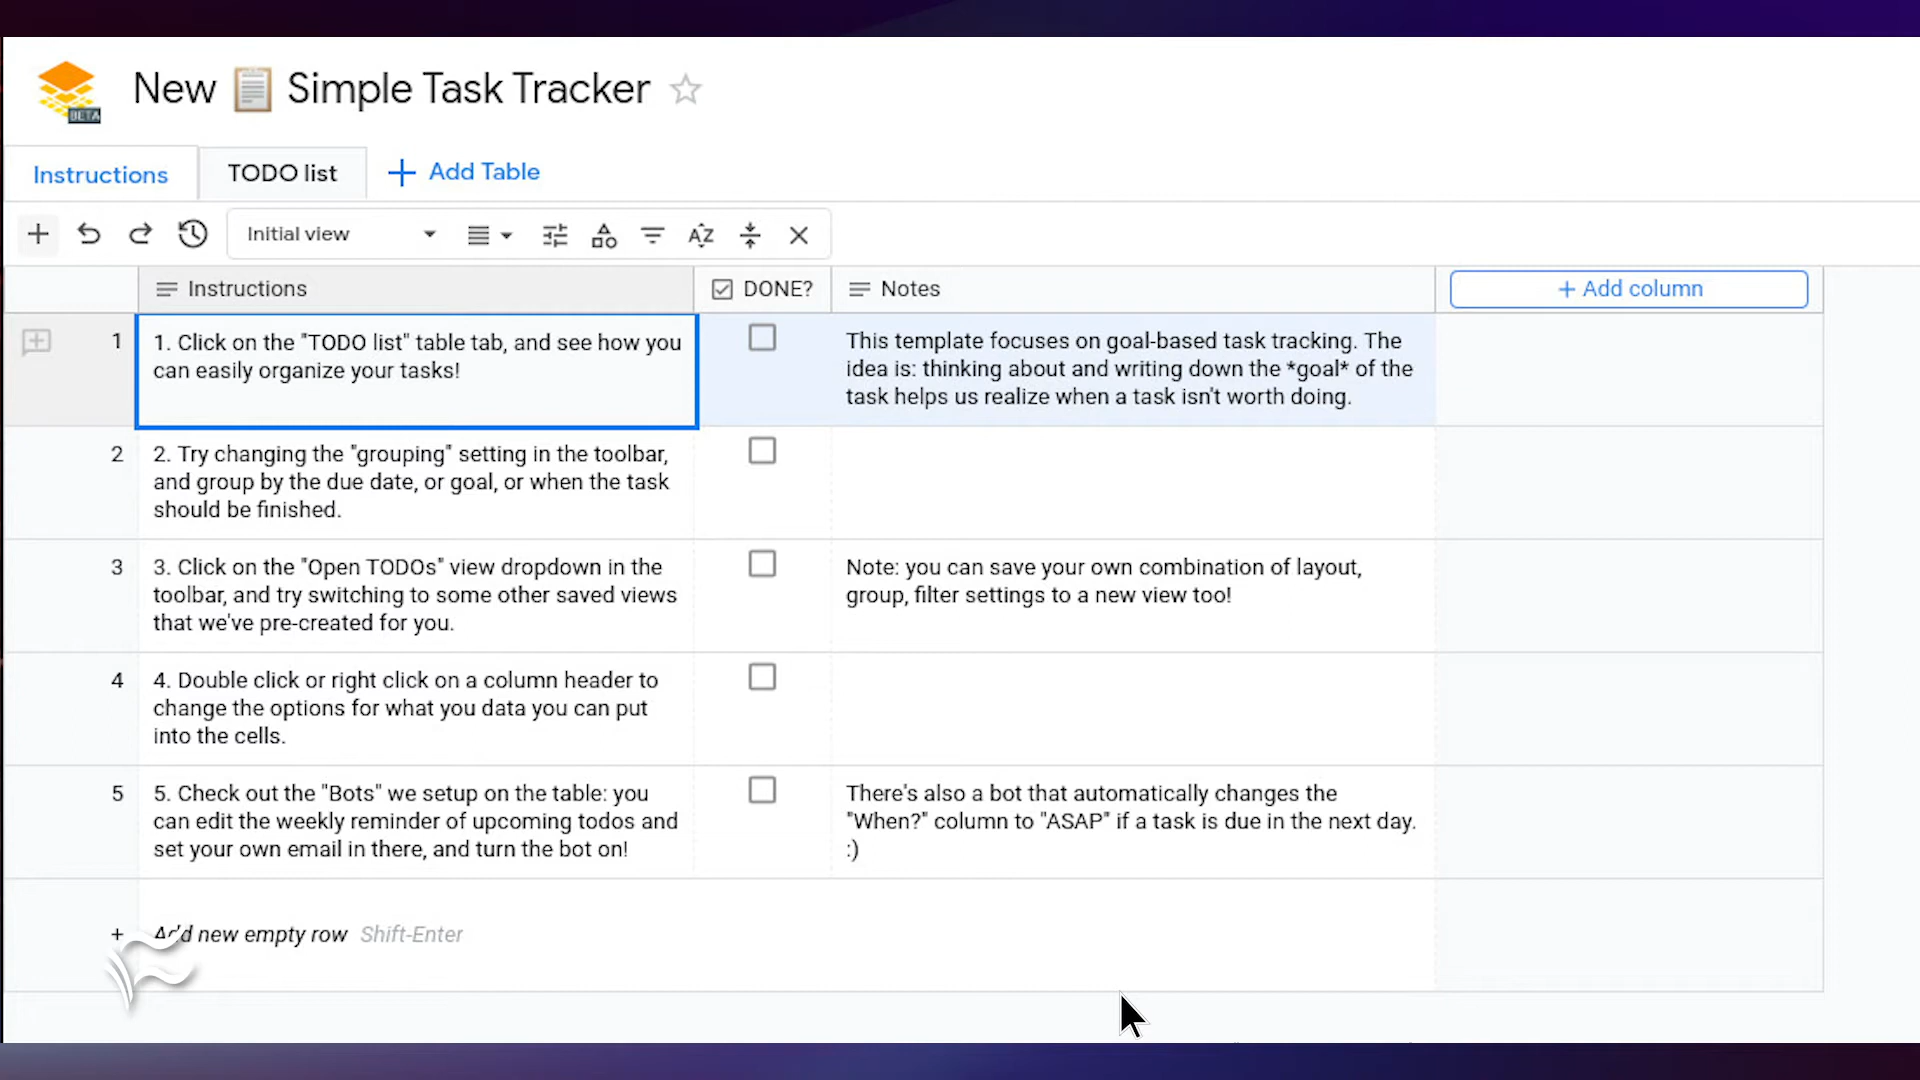 New 📋 Simple Task Tracker
BETA
Instructions
TODO list
+ Add Table
Initial view
Instructions
DONE?
Notes
+ Add column
1
1. Click on the "TODO list" table tab, and see how you
can easily organize your tasks!
This template focuses on goal-based task tracking. The
idea is: thinking about and writing down the *goal* of the
task helps us realize when a task isn't worth doing.
2
2. Try changing the "grouping" setting in the toolbar,
and group by the due date, or goal, or when the task
should be finished.
3
3. Click on the "Open TODOs" view dropdown in the
toolbar, and try switching to some other saved views
that we've pre-created for you.
Note: you can save your own combination of layout,
group, filter settings to a new view too!
4
4. Double click or right click on a column header to
change the options for what you data you can put
into the cells.
5
5. Check out the "Bots" we setup on the table: you
can edit the weekly reminder of upcoming todos and
set your own email in there, and turn the bot on!
There's also a bot that automatically changes the
"When?" column to "ASAP" if a task is due in the next day.
:)
+ Add new empty row Shift-Enter